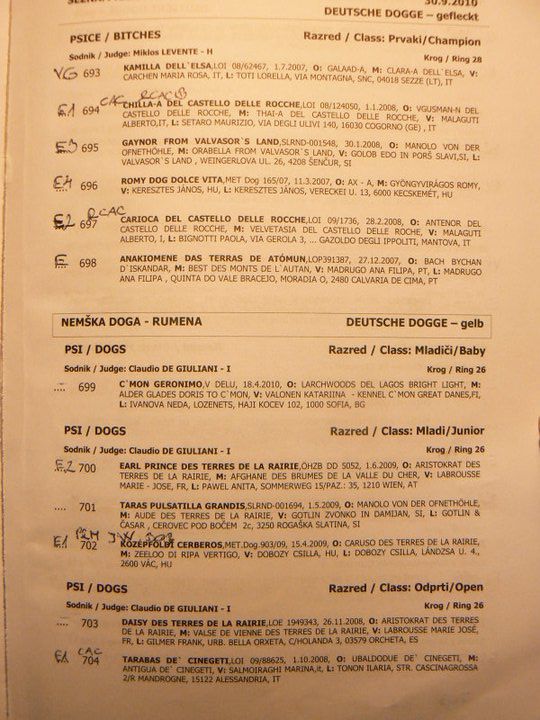 30.9.2010
DEUTSCHE DOGGE – gefleckt
PSICE / BITCHES Razred / Class: Prvaki/Champion
Sodnik / Judge: Miklos LEVENTE - H Krog / Ring 28
VG 693 KAMILLA DELL`ELSA,LOI 08/62467, 1.7.2007, O: GALAAD-A, M: CLARA-A DELL`ELSA, V:
CARCHEN MARIA ROSA, IT, L: TOTI LORELLA, VIA MONTAGNA, SNC, 04018 SEZZE (LT), IT
E1 694 CAC CHILLA-A DEL CASTELLO DELLE ROCCHE,LOI 08/124050, 1.1.2008, O: VGUSMAN-N DEL
CASTELLO DELLE ROCCHE, M: THAI-A DEL CASTELLO DELLE ROCCHE, V: MALAGUTI
ALBERTO,IT, L: SETARO MAURIZIO, VIA DEGLI ULIVI 140, 16030 COGORNO (GE) , IT
E3 695 GAYNOR FROM VALVASOR`S LAND,SLRND-001548, 30.1.2008, O: MANOLO VON DER
OFNETHÖHLE, M: ORABELLA FROM VALVASOR`S LAND, V: GOLOB EDO IN PORŠ SLAVI,SI, L:
VALVASOR`S LAND , WEINGERLOVA UL. 26, 4208 ŠENČUR, SI
E4 696 ROMY DOG DOLCE VITA,MET Dog 165/07, 11.3.2007, O: AX - A, M: GYÖNGYVIRÁGOS ROMY,
V: KERESZTES JÁNOS, HU, L: KERESZTES JÁNOS, VERECKEI U. 13, 6000 KECSKEMÉT, HU
E2 697 RCAC CARIOCA DEL CASTELLO DELLE ROCCHE,LOI 09/1736, 28.2.2008, O: ANTENOR DEL
CASTELLO DELLE ROCCHE, M: VELVETASIA DEL CASTELLO DELLE ROCHE, V: MALAGUTI
ALBERTO, I, L: BIGNOTTI PAOLA, VIA GEROLA 3, ... GAZOLDO DEGLI IPPOLITI, MANTOVA, IT
E 698 ANAKIOMENE DAS TERRAS DE ATÓMUN,LOP391387, 27.12.2007, O: BACH BYCHAN
D`ISKANDAR, M: BEST DES MONTS DE L`AUTAN, V: MADRUGO ANA FILIPA, PT, L: MADRUGO
ANA FILIPA , QUINTA DO VALE BRACEJO, MORADIA O, 2480 CALVARIA DE CIMA, PT
NEMŠKA DOGA - RUMENA DEUTSCHE DOGGE – gelb
PSI / DOGS Razred / Class: Mladiči/Baby
Sodnik / Judge: Claudio DE GIULIANI - I Krog / Ring 26
.... 699 C`MON GERONIMO,V DELU, 18.4.2010, O: LARCHWOODS DEL LAGOS BRIGHT LIGHT, M:
ALDER GLADES DORIS TO C`MON, V: VALONEN KATARIINA - KENNEL C`MON GREAT DANES,FI,
L: IVANOVA NEDA, LOZENETS, HAJI KOCEV 102, 1000 SOFIA, BG
PSI / DOGS Razred / Class: Mladi/Junior
Sodnik / Judge: Claudio DE GIULIANI - I Krog / Ring 26
E2 700 EARL PRINCE DES TERRES DE LA RAIRIE,ÖHZB DD 5052, 1.6.2009, O: ARISTOKRAT DES
TERRES DE LA RAIRIE, M: AFGHANE DES BRUMES DE LA VALLE DU CHER, V: LABROUSSE
MARIE - JOSE, FR, L: PAWEL ANITA, SOMMERWEG 15/PAZ.: 35, 1210 WIEN, AT
.... 701 TARAS PULSATILLA GRANDIS,SLRND-001694, 1.5.2009, O: MANOLO VON DER OFNETHÖHLE,
M: AUDE DES TERRES DE LA RAIRIE, V: GOTLIN ZVONKO IN DAMIJAN, SI, L: GOTLIN &
ČASAR , CEROVEC POD BOČEM 2c, 3250 ROGAŠKA SLATINA, SI
E1 702 KÖZÉPFÖLDI CERBEROS,MET.Dog.903/09, 15.4.2009, O: CARUSO DES TERRES DE LA RAIRIE,
M: ZEELOO DI RIPA VERTIGO, V: DOBOZY CSILLA, HU, L: DOBOZY CSILLA, LÁNDZSA U. 4.,
2600 VÁC, HU
PSI / DOGS Razred / Class: Odprti/Open
Sodnik / Judge: Claudio DE GIULIANI - I Krog / Ring 26
.... 703 DAISY DES TERRES DE LA RAIRIE,LOE 1949343, 26.11.2008, O: ARISTOKRAT DES TERRES
DE LA RAIRIE, M: VALSE DE VIENNE DES TERRES DE LA RAIRIE, V: LABROUSSE MARIE JOSÉ,
FR, L: GILMER FRANK, URB. BELLA ORXETA, C/HOLANDA 3, 03579 ORCHETA, ES
E1 704 CAC TARABAS DE` CINEGETI,LOI 09/88625, 1.10.2008, O: UBALDODUE DE` CINEGETI, M:
ANTIGUA DE` CINEGETI, V: SALMOIRAGHI MARINA,it, L: TONON ILARIA, STR. CASCINAGROSSA
2/R MANDROGNE, 15122 ALESSANDRIA, IT